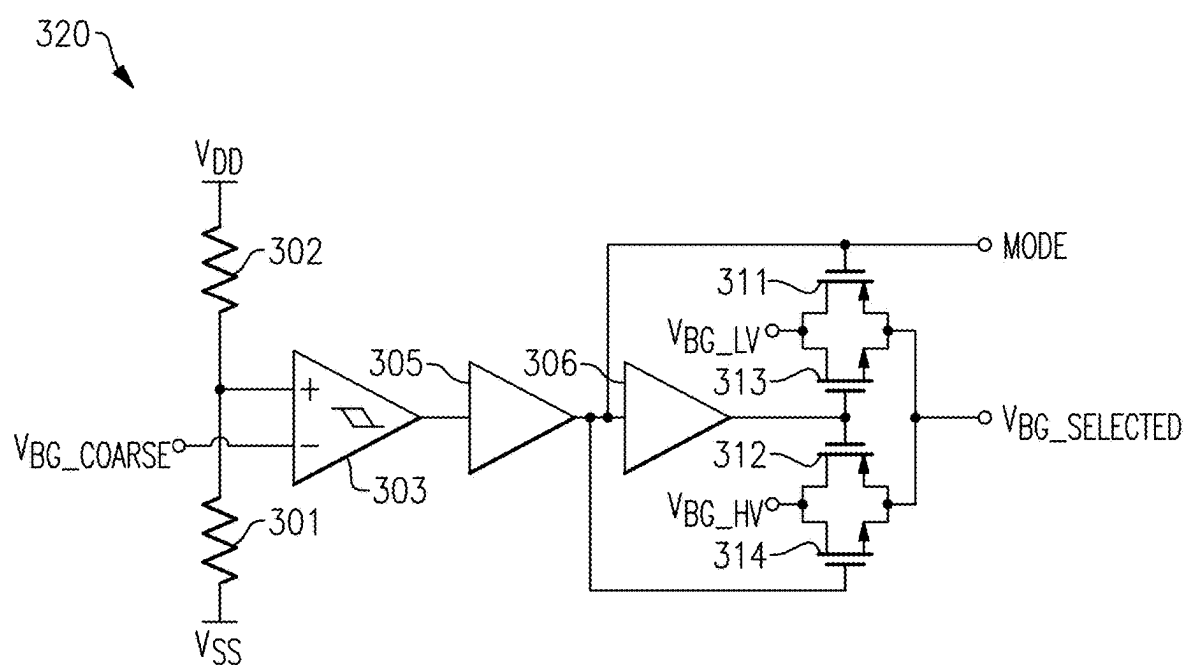 320
VDD
302
MODE
311
VBG_LV
305
306
313
+
VBG_COARSE
−
VBG_SELECTED
303
312
VBG_HV
301
314
VSS